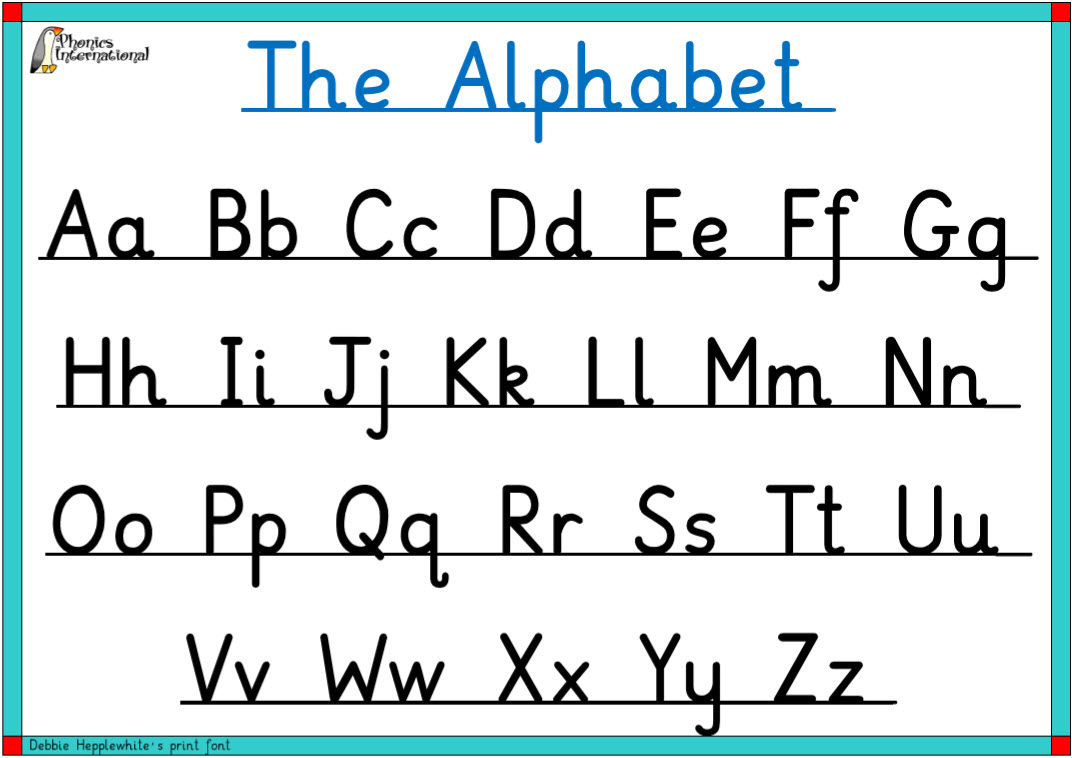 Phonics
International
The Alphabet
Aa Bb Cc Dd Ee Ff Gg
Hh Ii Jj Kk Ll Mm Nn
Oo Pp Qq Rr Ss Tt Uu
Vv Ww Xx Yy Zz
Debbie Hepplewhite's print font